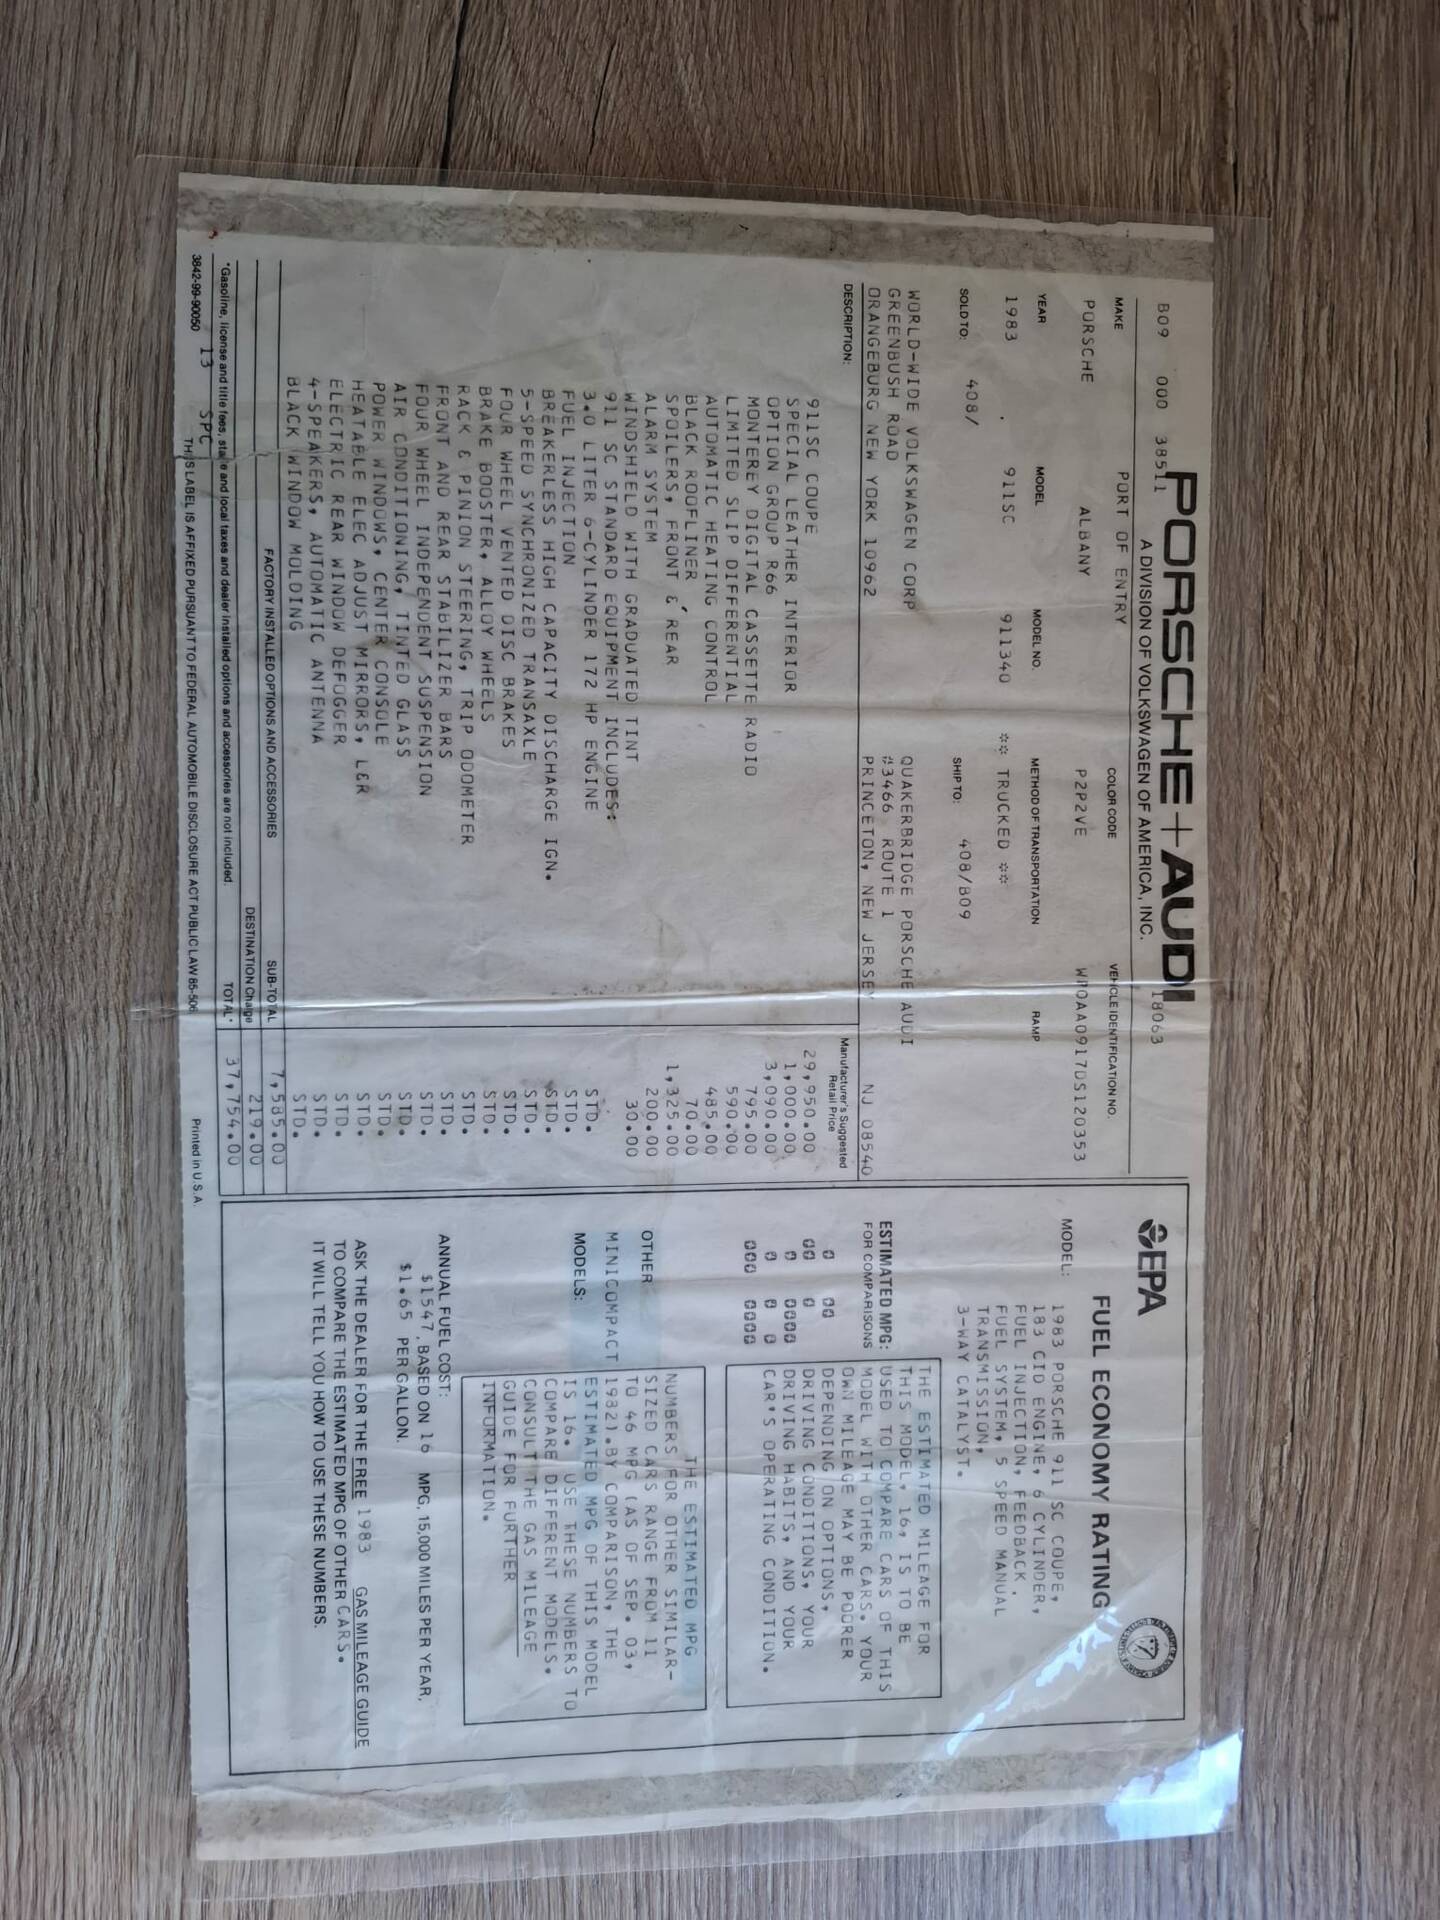 PORSCHE+AUDI
B09 000 38511
18063
A DIVISION OF VOLKSWAGEN OF AMERICA, INC.
MAKE PORT OF ENTRY COLOR CODE VEHICLE IDENTIFICATION NO.
PORSCHE ALBANY P2P2VE WP0AA0917DS120353
YEAR MODEL MODEL NO. METHOD OF TRANSPORTATION RAMP
1983 911SC 911340 ** TRUCKED **
SOLD TO: 408/ SHIP TO: 408/B09
WORLD-WIDE VOLKSWAGEN CORP QUAKERBRIDGE PORSCHE AUDI
GREENBUSH ROAD #3466 ROUTE 1
ORANGEBURG NEW YORK 10962 PRINCETON, NEW JERSEY NJ 08540
DESCRIPTION: Manufacturer's Suggested
Retail Price
911SC COUPE 29,950.00
SPECIAL LEATHER INTERIOR 1,000.00
OPTION GROUP R66 3,090.00
MONTEREY DIGITAL CASSETTE RADIO 795.00
LIMITED SLIP DIFFERENTIAL 590.00
AUTOMATIC HEATING CONTROL 485.00
BLACK ROOFLINER 70.00
SPOILERS, FRONT & REAR 1,325.00
ALARM SYSTEM 200.00
WINDSHIELD WITH GRADUATED TINT 30.00
911 SC STANDARD EQUIPMENT INCLUDES:
3.0 LITER 6-CYLINDER 172 HP ENGINE STD.
FUEL INJECTION STD.
BREAKERLESS HIGH CAPACITY DISCHARGE IGN. STD.
5-SPEED SYNCHRONIZED TRANSAXLE STD.
FOUR WHEEL VENTED DISC BRAKES STD.
BRAKE BOOSTER, ALLOY WHEELS STD.
RACK & PINION STEERING, TRIP ODOMETER STD.
FRONT AND REAR STABILIZER BARS STD.
FOUR WHEEL INDEPENDENT SUSPENSION STD.
AIR CONDITIONING, TINTED GLASS STD.
POWER WINDOWS, CENTER CONSOLE STD.
HEATABLE ELEC ADJUST MIRRORS, L&R STD.
ELECTRIC REAR WINDOW DEFOGGER STD.
4-SPEAKERS, AUTOMATIC ANTENNA STD.
BLACK WINDOW MOLDING STD.
FACTORY INSTALLED OPTIONS AND ACCESSORIES SUB-TOTAL 7,585.00
DESTINATION Charge 219.00
*Gasoline, license and title fees, state and local taxes and dealer installed options and accessories are not included. TOTAL* 37,754.00
3842-99-90050 13 SPC THIS LABEL IS AFFIXED PURSUANT TO FEDERAL AUTOMOBILE DISCLOSURE ACT PUBLIC LAW 85-506. Printed in U.S.A.
EPA FUEL ECONOMY RATING
MODEL: 1983 PORSCHE 911 SC COUPE,
183 CID ENGINE, 6 CYLINDER,
FUEL INJECTION, FEEDBACK
FUEL SYSTEM, 5 SPEED MANUAL
TRANSMISSION,
3-WAY CATALYST.
ESTIMATED MPG:
FOR COMPARISONS
16
THE ESTIMATED MILEAGE FOR
THIS MODEL, 16, IS TO BE
USED TO COMPARE CARS OF THIS
MODEL WITH OTHER CARS. YOUR
OWN MILEAGE MAY BE POORER
DEPENDING ON OPTIONS,
DRIVING CONDITIONS, YOUR
DRIVING HABITS, AND YOUR
CAR'S OPERATING CONDITION.
OTHER
MINICOMPACT
MODELS:
THE ESTIMATED MPG
NUMBERS FOR OTHER SIMILAR-
SIZED CARS RANGE FROM 11
TO 46 MPG (AS OF SEP. 03,
1982). BY COMPARISON, THE
ESTIMATED MPG OF THIS MODEL
IS 16. USE THESE NUMBERS TO
COMPARE DIFFERENT MODELS.
CONSULT THE GAS MILEAGE
GUIDE FOR FURTHER
INFORMATION.
ANNUAL FUEL COST:
$1547, BASED ON 16 MPG, 15,000 MILES PER YEAR,
$1.65 PER GALLON.
ASK THE DEALER FOR THE FREE 1983 GAS MILEAGE GUIDE
TO COMPARE THE ESTIMATED MPG OF OTHER CARS.
IT WILL TELL YOU HOW TO USE THESE NUMBERS.